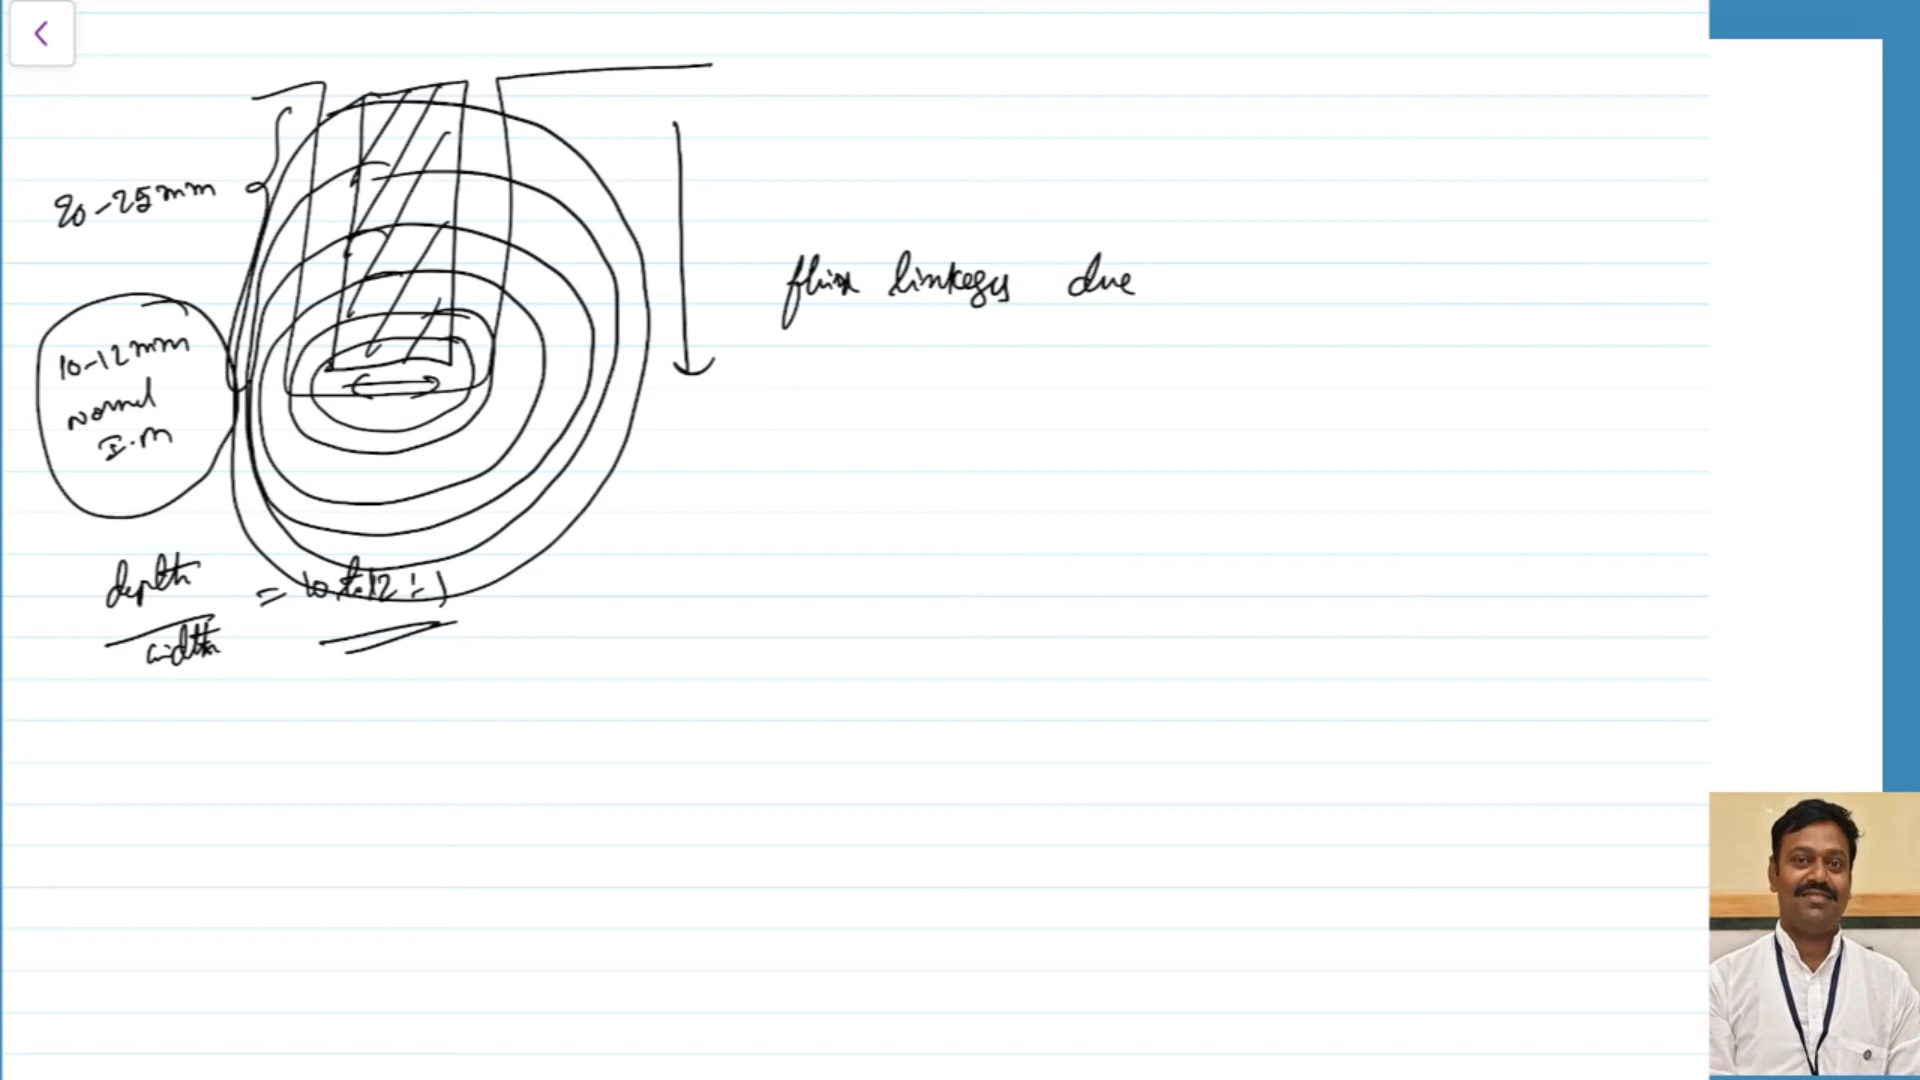 20-25mm
flux linkages due
10-12mm
normal
I.M
depth
width
= 10 to 12 : 1